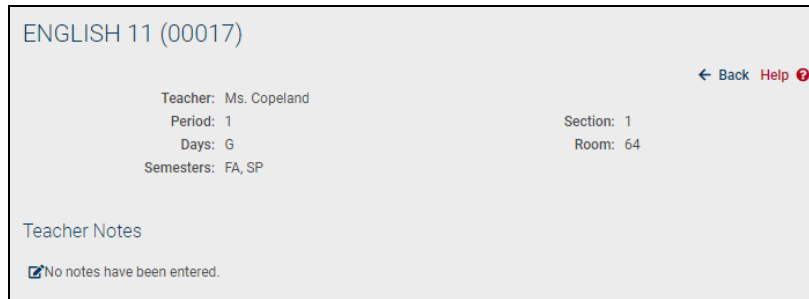 ENGLISH 11 (00017)
← Back Help
Teacher: Ms. Copeland
Period: 1 Section: 1
Days: G Room: 64
Semesters: FA, SP
Teacher Notes
No notes have been entered.